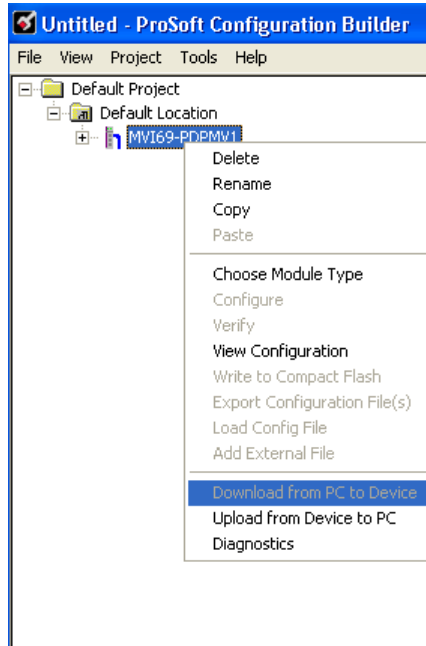 Untitled - ProSoft Configuration Builder
File View Project Tools Help
Default Project
Default Location
MVI69-PDPMV1
Delete
Rename
Copy
Paste
Choose Module Type
Configure
Verify
View Configuration
Write to Compact Flash
Export Configuration File(s)
Load Config File
Add External File
Download from PC to Device
Upload from Device to PC
Diagnostics